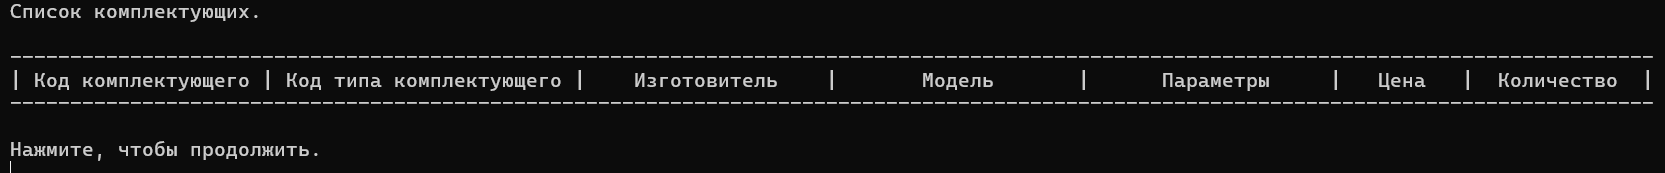 Список комплектующих.
-----------------------------------------------------------------------------------------------------------------------------------------
| Код комплектующего | Код типа комплектующего |    Изготовитель    |       Модель       |      Параметры     |   Цена   |  Количество  |
-----------------------------------------------------------------------------------------------------------------------------------------
Нажмите, чтобы продолжить.